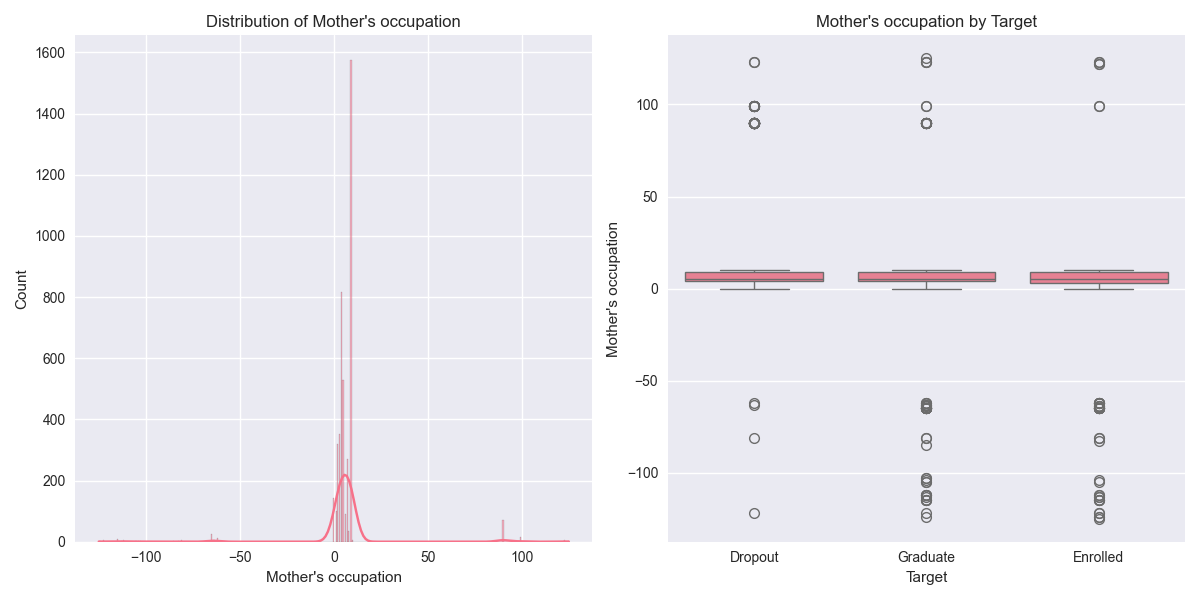 Distribution of Mother's occupation
1600
1400
1200
1000
800
600
400
200
0
Count
−100
−50
0
50
100
Mother's occupation
Mother's occupation by Target
100
50
0
−50
−100
Mother's occupation
Dropout
Graduate
Enrolled
Target